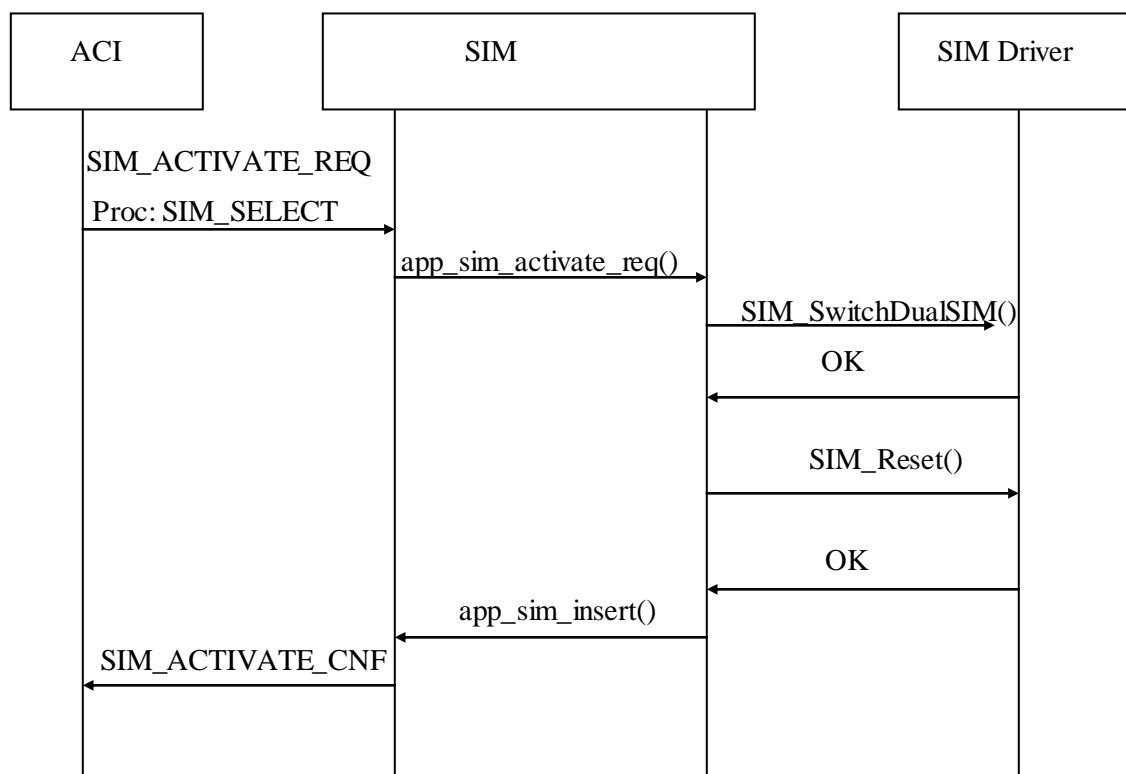 ACI
SIM
SIM Driver
SIM_ACTIVATE_REQ
Proc: SIM_SELECT
app_sim_activate_req()
SIM_SwitchDualSIM()
OK
SIM_Reset()
OK
app_sim_insert()
SIM_ACTIVATE_CNF